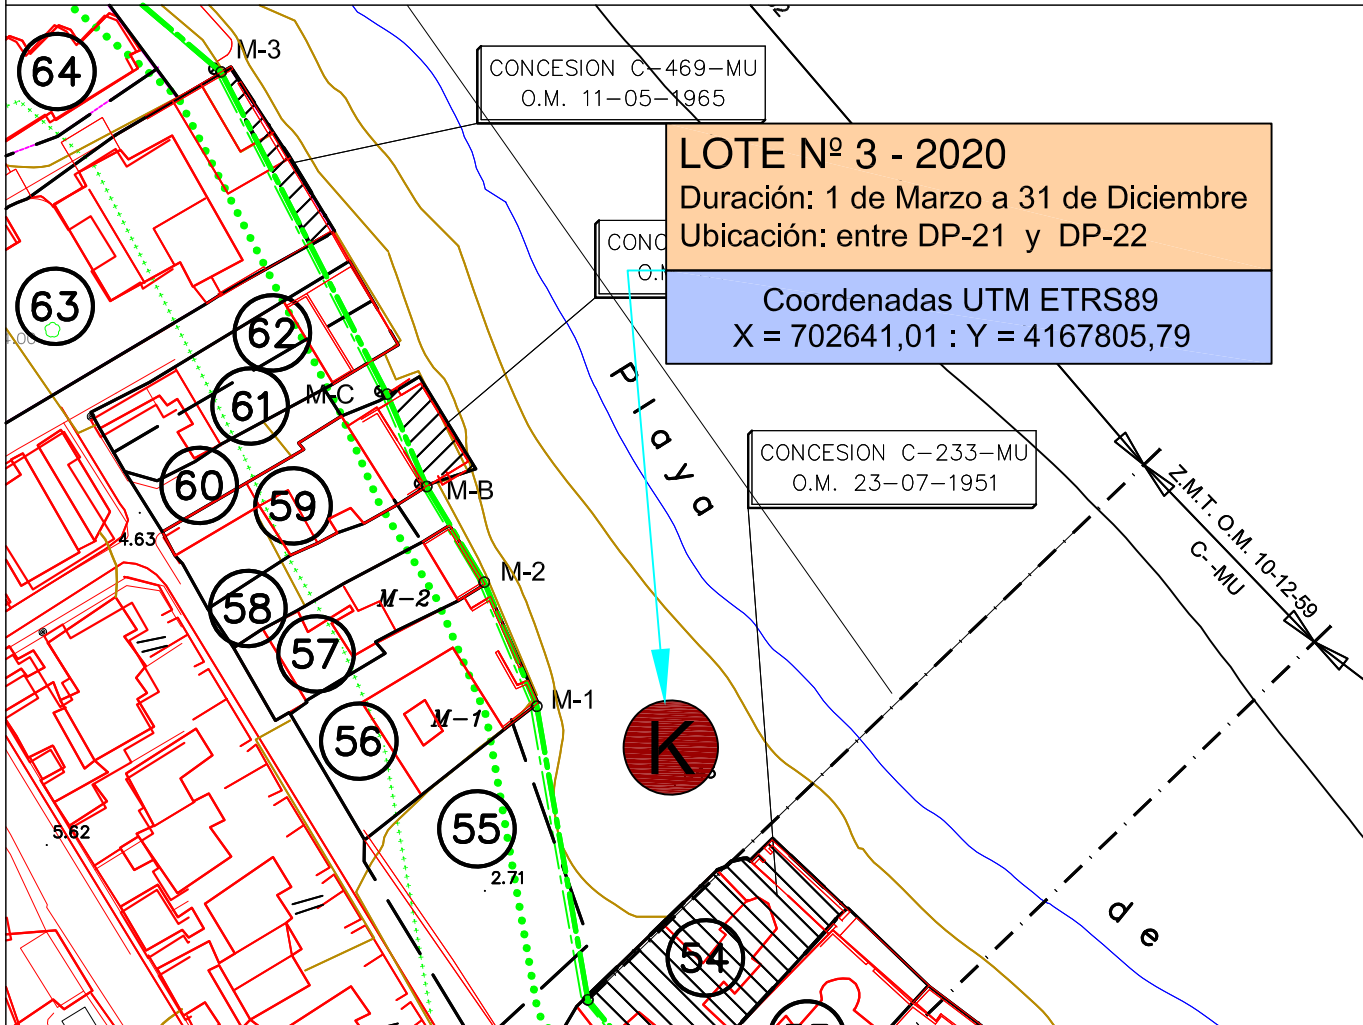 64
M-3
CONCESION C-469-MU
O.M. 11-05-1965
LOTE Nº 3 - 2020
Duración: 1 de Marzo a 31 de Diciembre
Ubicación: entre DP-21 y DP-22
CONC
O.
Coordenadas UTM ETRS89
X = 702641,01 : Y = 4167805,79
63
62
61
M-C
Playa
CONCESION C-233-MU
O.M. 23-07-1951
Z.M.T. O.M. 10-12-59
C--MU
60
59
M-B
4.63
M-2
58
M-2
57
M-1
M-1
56
K
55
5.62
2.71
54
de